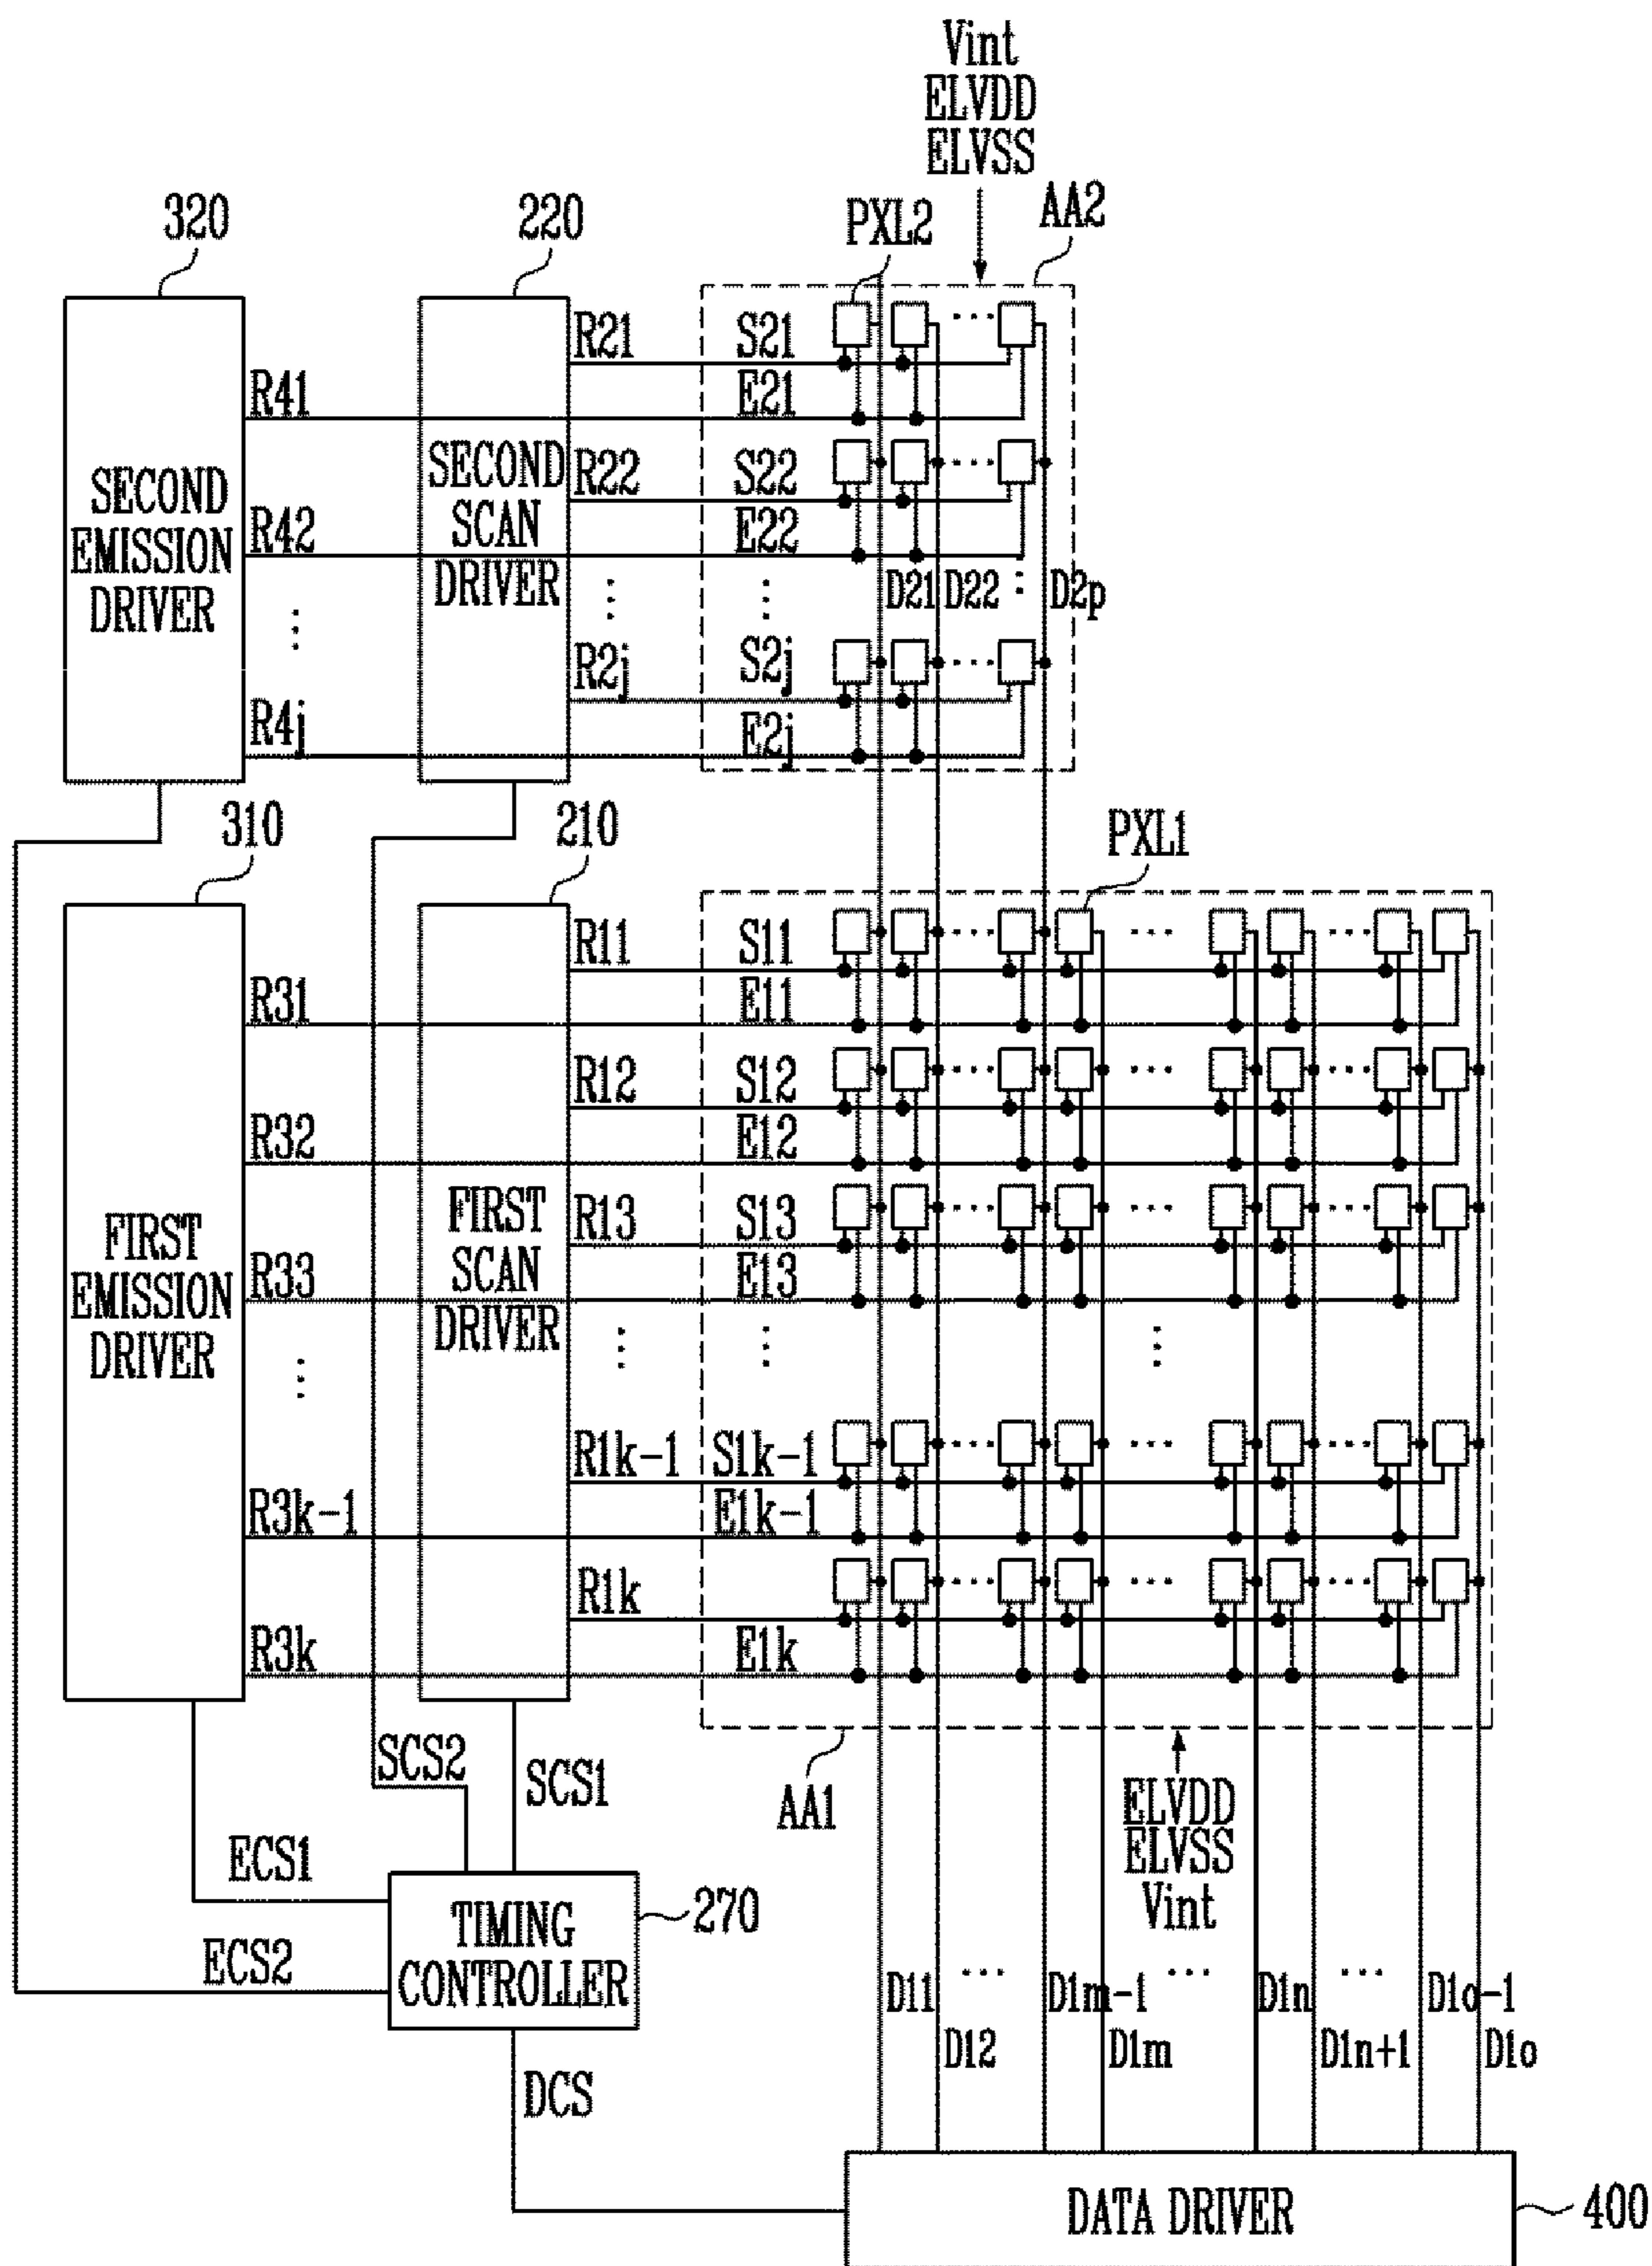 Vint
ELVDD
ELVSS
320
220
PXL2
AA2
R21
S21
R41
E21
SECOND
EMISSION
DRIVER
SECOND
SCAN
DRIVER
R22
S22
R42
E22
D21
D22
D2p
R2j
S2j
R4j
E2j
310
210
PXL1
R11
S11
R31
E11
R12
S12
R32
E12
FIRST
EMISSION
DRIVER
FIRST
SCAN
DRIVER
R13
S13
R33
E13
R1k-1
S1k-1
R3k-1
E1k-1
R1k
R3k
E1k
SCS2
SCS1
AA1
ELVDD
ELVSS
Vint
ECS1
TIMING
CONTROLLER
270
ECS2
D11
...
D1m-1
...
D1n
...
D1o-1
D12
D1m
D1n+1
D1o
DCS
DATA DRIVER
400